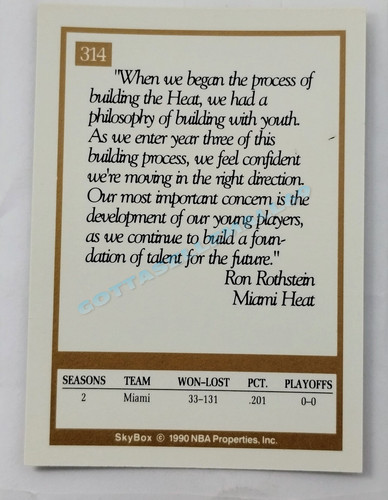 314
"When we began the process of
building the Heat, we had a
philosophy of building with youth.
As we enter year three of this
building process, we feel confident
we're moving in the right direction.
Our most important concern is the
development of our young players,
as we continue to build a foun-
dation of talent for the future."
Ron Rothstein
Miami Heat
SEASONS TEAM WON-LOST PCT. PLAYOFFS
2 Miami 33-131 .201 0-0
SkyBox © 1990 NBA Properties, Inc.